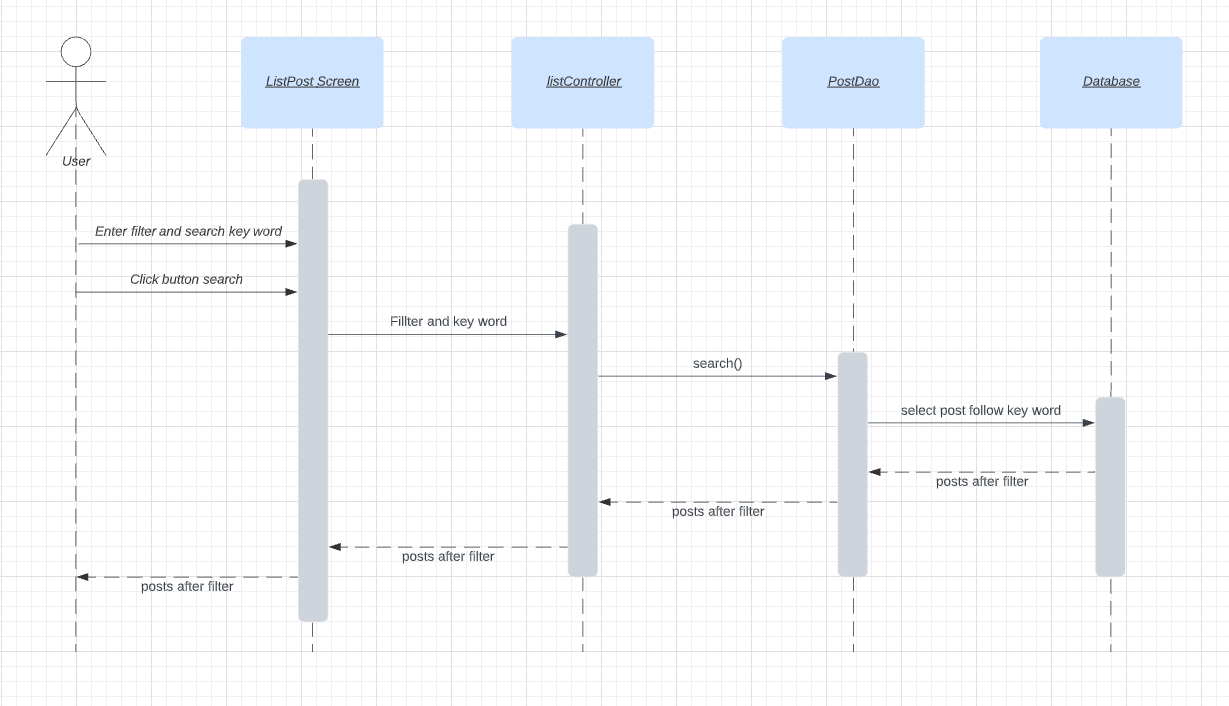 ListPost Screen
listController
PostDao
Database
User
Enter filter and search key word
Click button search
Fillter and key word
search()
select post follow key word
posts after filter
posts after filter
posts after filter
posts after filter